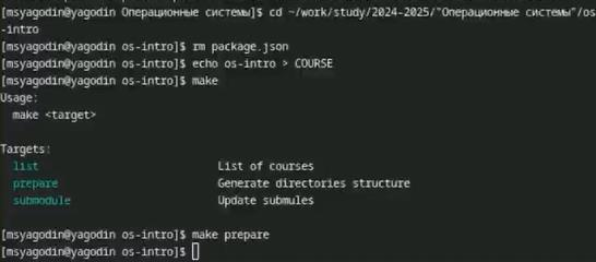 [msyagodin@yagodin Операционные системы]$ cd ~/work/study/2024-2025/"Операционные системы"/os
-intro
[msyagodin@yagodin os-intro]$ rm package.json
[msyagodin@yagodin os-intro]$ echo os-intro > COURSE
[msyagodin@yagodin os-intro]$ make
Usage:
  make <target>

Targets:
  list                          List of courses
  prepare                       Generate directories structure
  submodule                     Update submules

[msyagodin@yagodin os-intro]$ make prepare
[msyagodin@yagodin os-intro]$